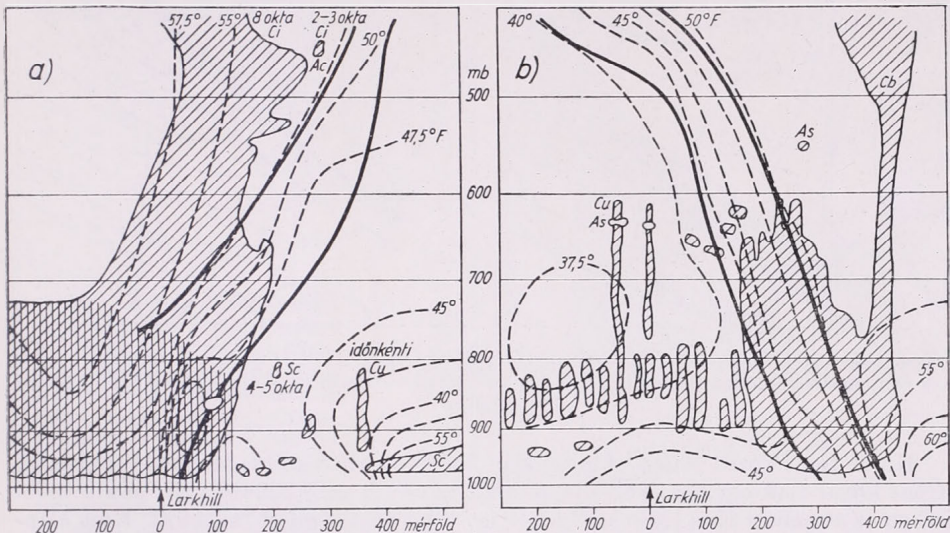 a)
57,5°
55°
8 okta
Ci
2-3 okta
Ci
Ac
50°
47,5°F
45°
időnkénti
Cu
Sc
4-5 okta
40°
55°
Sc
Larkhill
200 100 0 100 200 300 400 mérföld
mb
500
600
700
800
900
1000
b)
40°
45°
50°F
Cb
As
Cu
As
37,5°
55°
60°
45°
Larkhill
200 100 0 100 200 300 400 mérföld